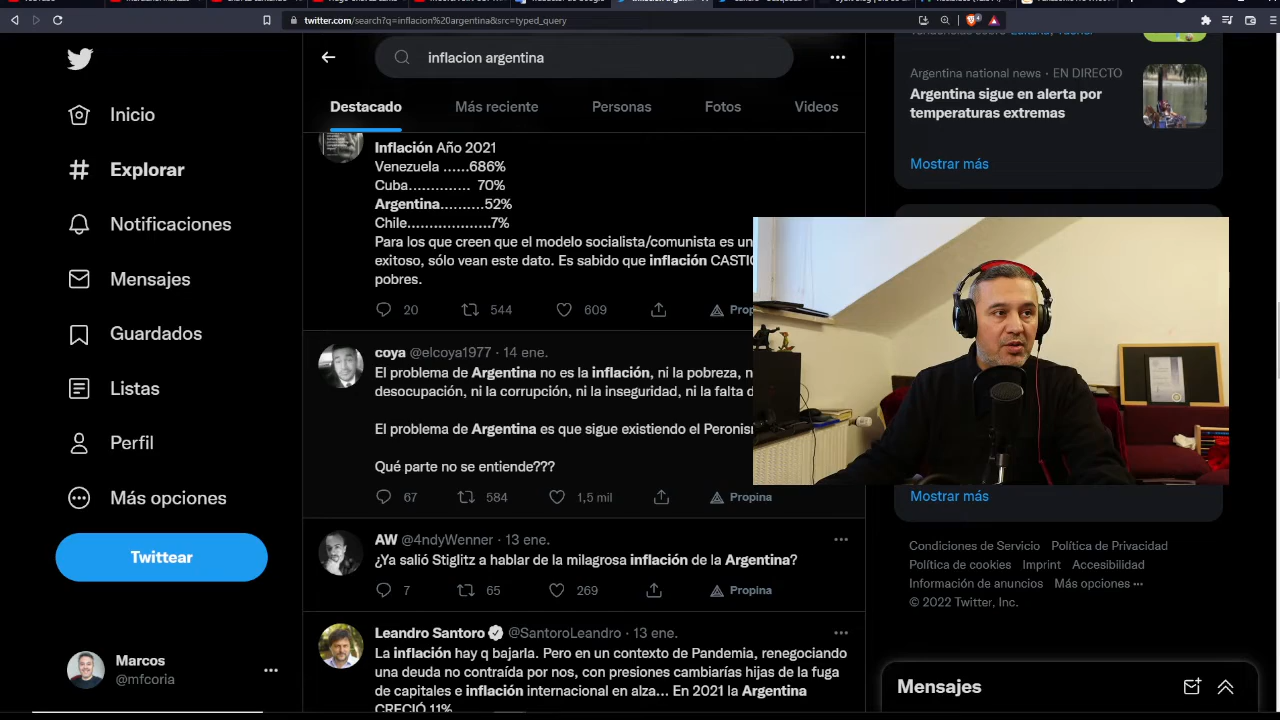 twitter.com/search?q=inflacion%20argentina&src=typed_query
inflacion argentina
Destacado
Más reciente
Personas
Fotos
Videos
Inicio
Explorar
Notificaciones
Mensajes
Guardados
Listas
Perfil
Más opciones
Twittear
Marcos
@mfcoria
Inflación Año 2021
Venezuela ......686%
Cuba.............. 70%
Argentina..........52%
Chile...................7%
Para los que creen que el modelo socialista/comunista es un
exitoso, sólo vean este dato. Es sabido que inflación
pobres.
20 544 609
coya @elcoya1977 · 14 ene.
El problema de Argentina no es la inflación, ni la pobreza,
desocupación, ni la corrupción, ni la inseguridad, ni la falta
El problema de Argentina es que sigue existiendo el
Qué parte no se entiende???
67 584 1,5 mil Propina
AW @4ndyWenner · 13 ene.
¿Ya salió Stiglitz a hablar de la milagrosa inflación de la Argentina?
7 65 269 Propina
Leandro Santoro @SantoroLeandro · 13 ene.
La inflación hay q bajarla. Pero en un contexto de Pandemia, renegociando
una deuda no contraída por nos, con presiones cambiarías hijas de la fuga
de capitales e inflación internacional en alza... En 2021 la Argentina
CRECIÓ 11%
Argentina national news · EN DIRECTO
Argentina sigue en alerta por
temperaturas extremas
Mostrar más
Mostrar más
Condiciones de Servicio Política de Privacidad
Política de cookies Imprint Accesibilidad
Información de anuncios Más opciones ···
© 2022 Twitter, Inc.
Mensajes